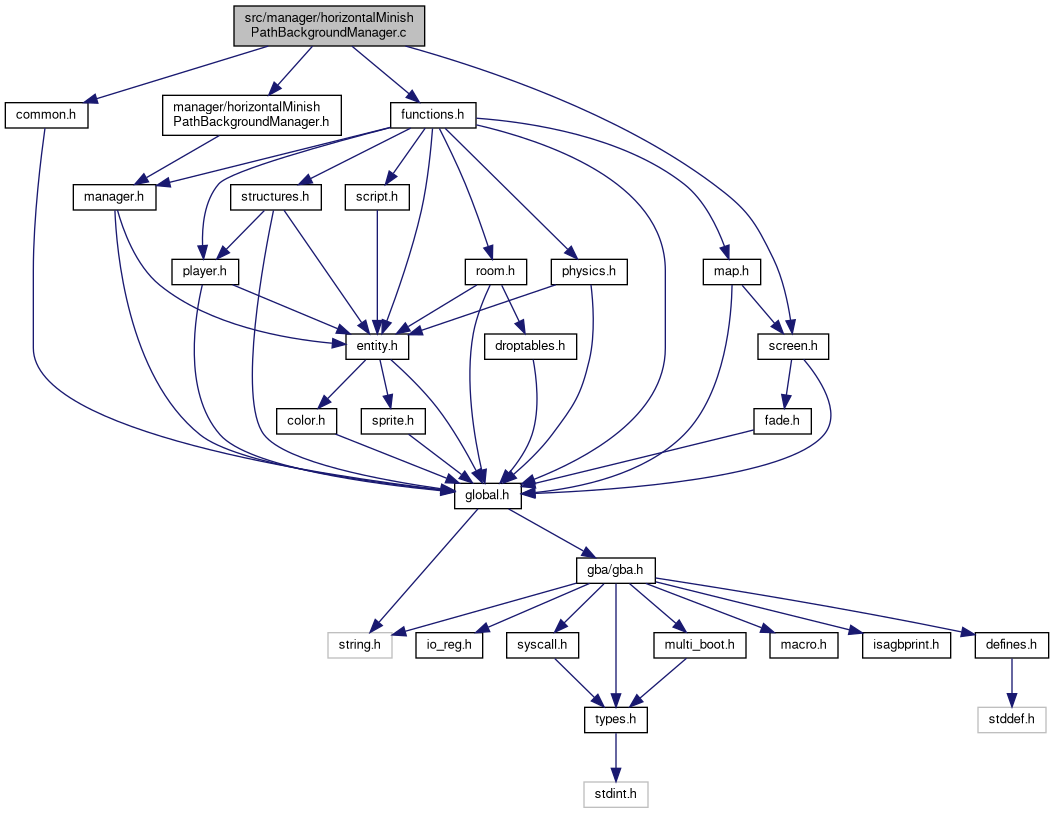 src/manager/horizontalMinish
PathBackgroundManager.c
common.h
manager/horizontalMinish
PathBackgroundManager.h
functions.h
manager.h
structures.h
script.h
player.h
room.h
physics.h
map.h
entity.h
droptables.h
screen.h
color.h
sprite.h
fade.h
global.h
gba/gba.h
string.h
io_reg.h
syscall.h
multi_boot.h
macro.h
isagbprint.h
defines.h
types.h
stddef.h
stdint.h